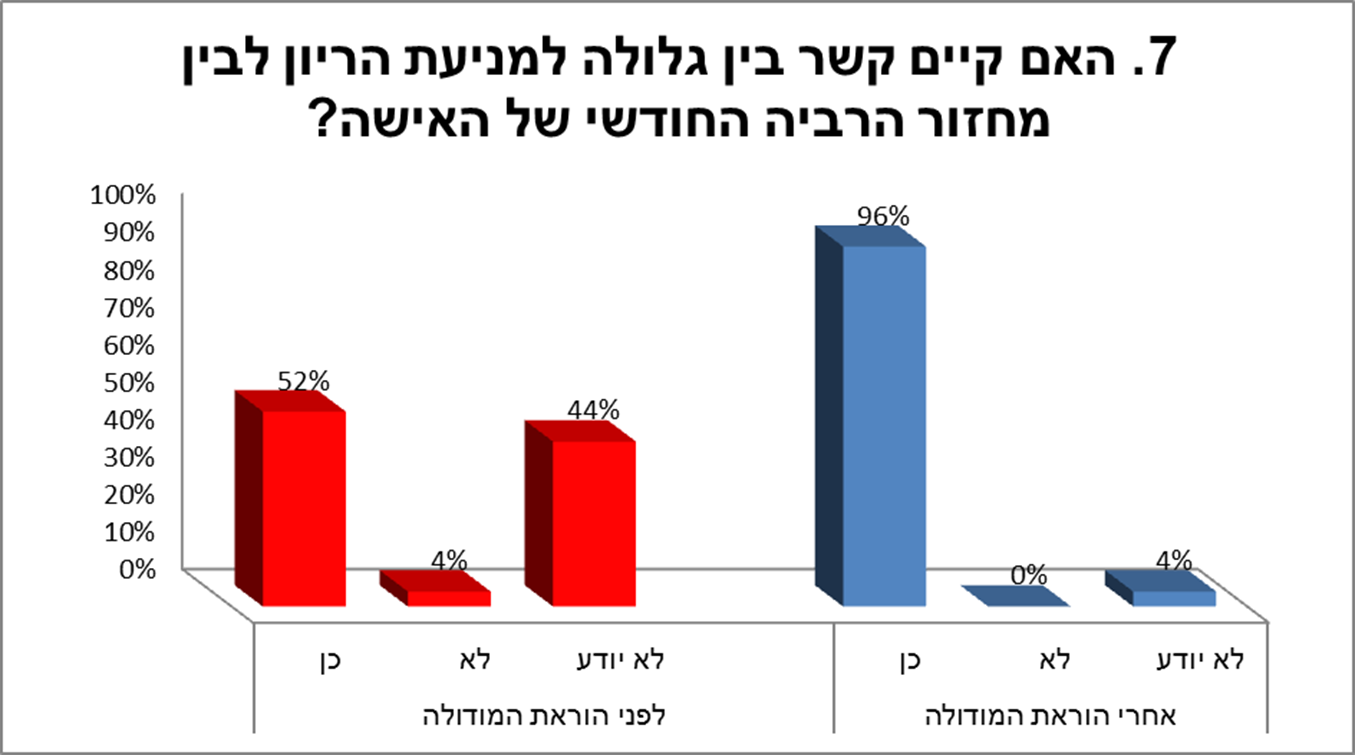 7. האם קיים קשר בין גלולה למניעת הריון לבין
מחזור הרביה החודשי של האישה?
100%
90%
80%
70%
60%
50%
40%
30%
20%
10%
0%
52%
4%
44%
96%
0%
4%
כן
לא
לא יודע
כן
לא
לא יודע
לפני הוראת המודולה
אחרי הוראת המודולה